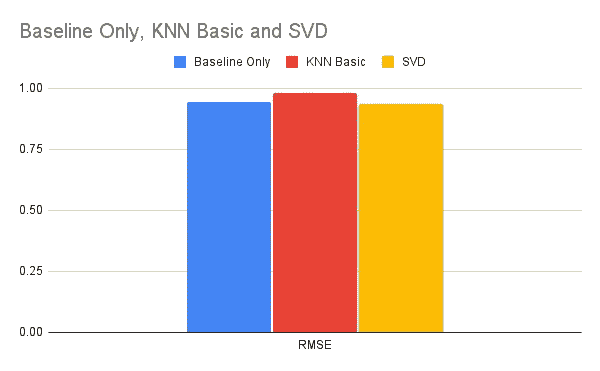 Baseline Only, KNN Basic and SVD
Baseline Only KNN Basic SVD
1.00
0.75
0.50
0.25
0.00
RMSE